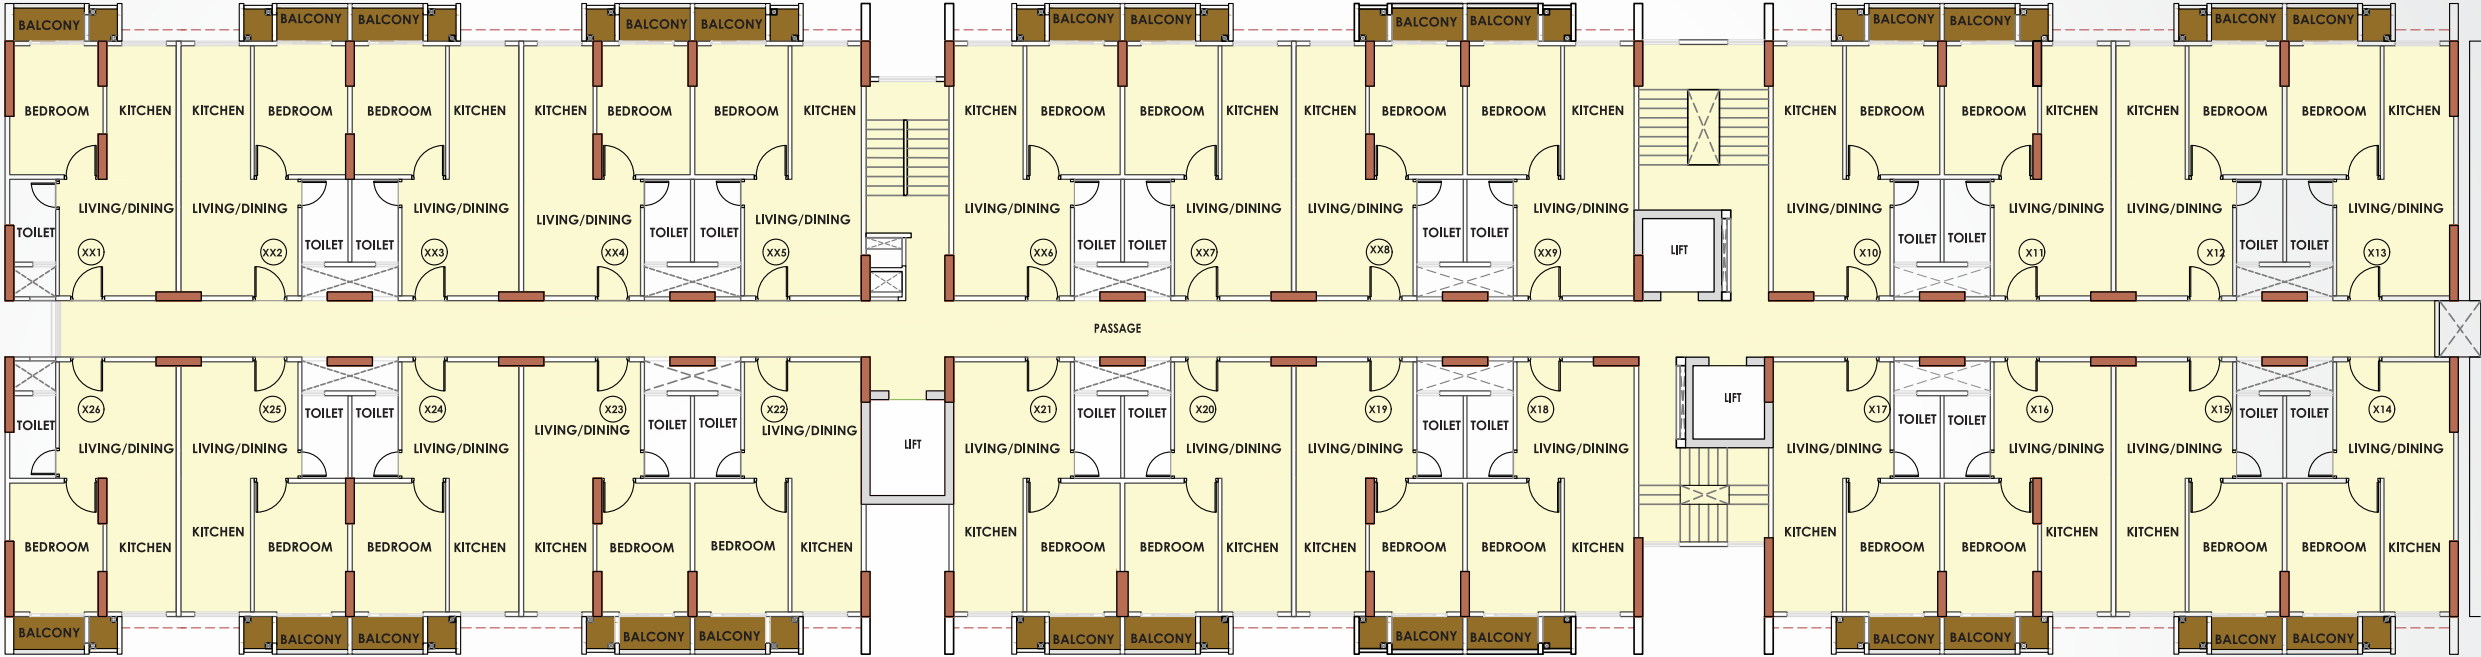 BALCONY BALCONY BALCONY BALCONY BALCONY BALCONY BALCONY BALCONY BALCONY BALCONY BALCONY BALCONY BALCONY
BEDROOM KITCHEN KITCHEN BEDROOM BEDROOM KITCHEN KITCHEN BEDROOM BEDROOM KITCHEN KITCHEN BEDROOM BEDROOM KITCHEN KITCHEN BEDROOM BEDROOM KITCHEN KITCHEN BEDROOM BEDROOM KITCHEN KITCHEN BEDROOM BEDROOM KITCHEN
LIVING/DINING LIVING/DINING LIVING/DINING LIVING/DINING LIVING/DINING LIVING/DINING LIVING/DINING LIVING/DINING LIVING/DINING LIVING/DINING LIVING/DINING LIVING/DINING LIVING/DINING
TOILET TOILET TOILET TOILET TOILET TOILET TOILET TOILET TOILET TOILET TOILET TOILET TOILET
XX1 XX2 XX3 XX4 XX5 XX6 XX7 XX8 XX9 LIFT X10 X11 X12 X13
PASSAGE
X26 X25 X24 X23 X22 X21 X20 X19 X18 LIFT X17 X16 X15 X14
TOILET TOILET TOILET TOILET TOILET TOILET TOILET TOILET TOILET TOILET TOILET TOILET TOILET
LIVING/DINING LIVING/DINING LIVING/DINING LIVING/DINING LIVING/DINING LIFT LIVING/DINING LIVING/DINING LIVING/DINING LIVING/DINING LIVING/DINING LIVING/DINING LIVING/DINING LIVING/DINING
BEDROOM KITCHEN KITCHEN BEDROOM BEDROOM KITCHEN KITCHEN BEDROOM BEDROOM KITCHEN KITCHEN BEDROOM BEDROOM KITCHEN KITCHEN BEDROOM BEDROOM KITCHEN KITCHEN BEDROOM BEDROOM KITCHEN KITCHEN BEDROOM BEDROOM KITCHEN
BALCONY BALCONY BALCONY BALCONY BALCONY BALCONY BALCONY BALCONY BALCONY BALCONY BALCONY BALCONY BALCONY